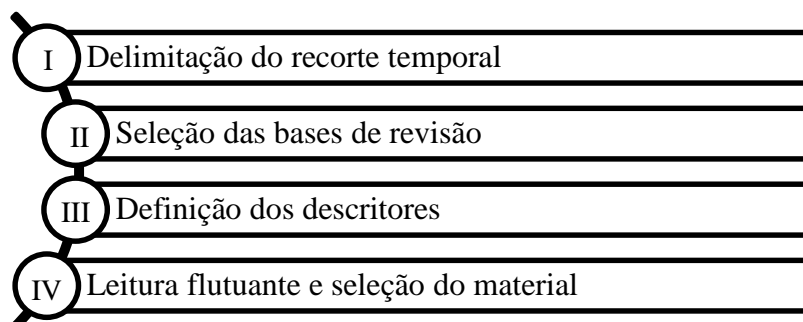 I Delimitação do recorte temporal
II Seleção das bases de revisão
III Definição dos descritores
IV Leitura flutuante e seleção do material